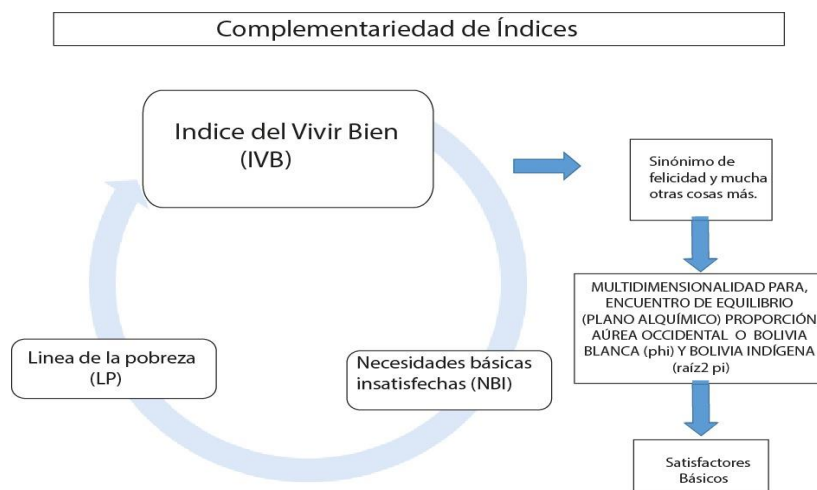 Complementariedad de Índices
Indice del Vivir Bien
(IVB)
Sinónimo de
felicidad y mucha
otras cosas más.
MULTIDIMENSIONALIDAD PARA,
ENCUENTRO DE EQUILIBRIO
(PLANO ALQUÍMICO) PROPORCIÓN
AÚREA OCCIDENTAL O BOLIVIA
BLANCA (phi) Y BOLIVIA INDÍGENA
(raíz2 pi)
Linea de la pobreza
(LP)
Necesidades básicas
insatisfechas (NBI)
Satisfactores
Básicos